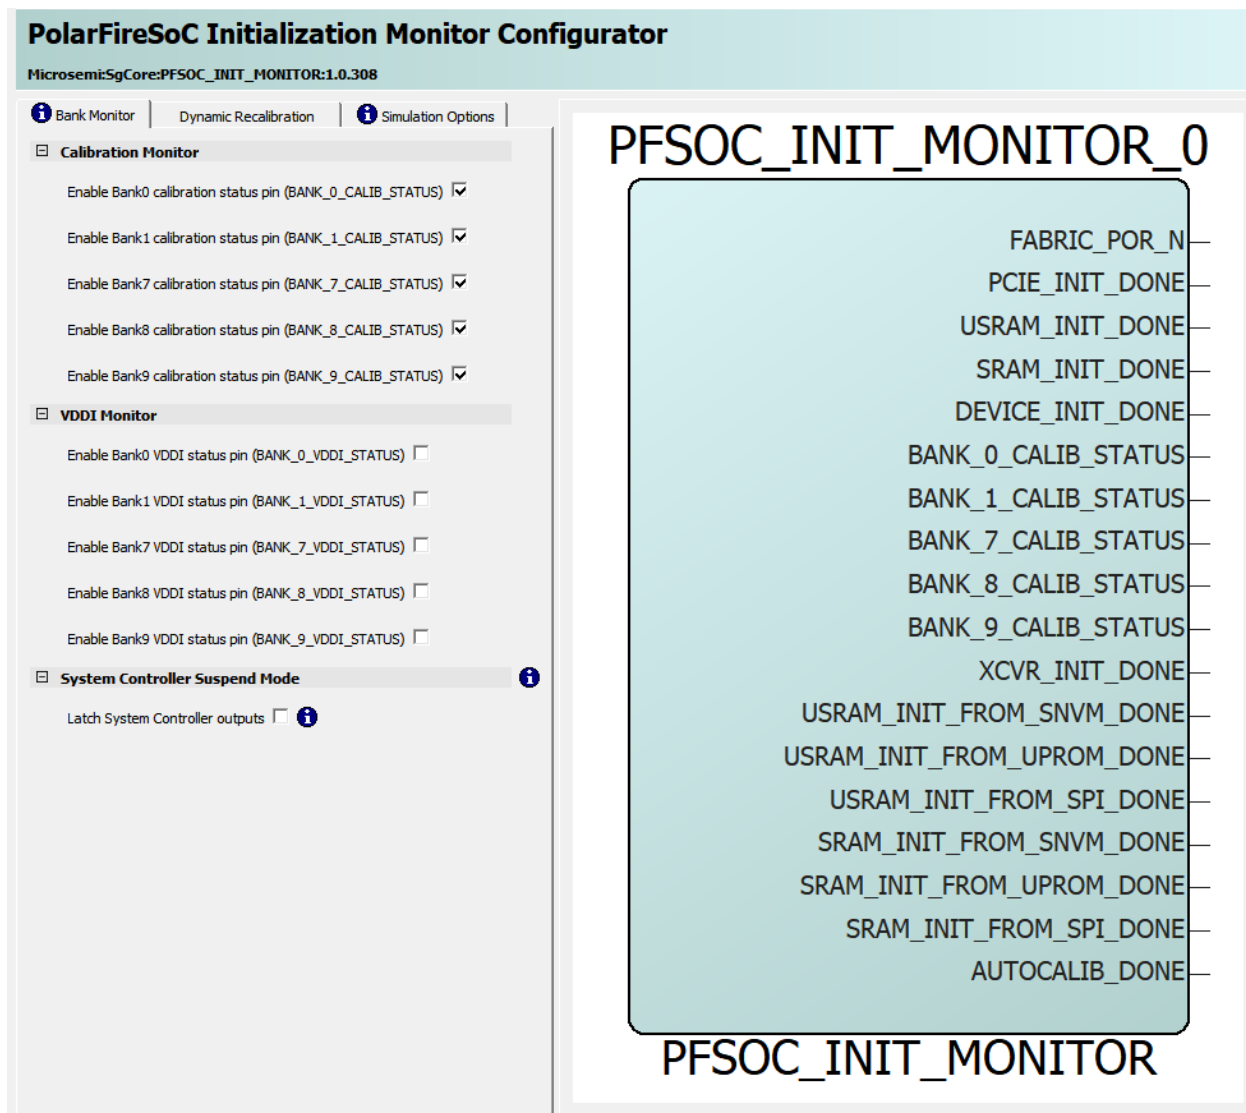 PolarFireSoC Initialization Monitor Configurator
Microsemi:SgCore:PFSOC_INIT_MONITOR:1.0.308
Bank Monitor
Dynamic Recalibration
Simulation Options
Calibration Monitor
Enable Bank0 calibration status pin (BANK_0_CALIB_STATUS)
Enable Bank1 calibration status pin (BANK_1_CALIB_STATUS)
Enable Bank7 calibration status pin (BANK_7_CALIB_STATUS)
Enable Bank8 calibration status pin (BANK_8_CALIB_STATUS)
Enable Bank9 calibration status pin (BANK_9_CALIB_STATUS)
VDDI Monitor
Enable Bank0 VDDI status pin (BANK_0_VDDI_STATUS)
Enable Bank1 VDDI status pin (BANK_1_VDDI_STATUS)
Enable Bank7 VDDI status pin (BANK_7_VDDI_STATUS)
Enable Bank8 VDDI status pin (BANK_8_VDDI_STATUS)
Enable Bank9 VDDI status pin (BANK_9_VDDI_STATUS)
System Controller Suspend Mode
Latch System Controller outputs
PFSOC_INIT_MONITOR_0
FABRIC_POR_N
PCIE_INIT_DONE
USRAM_INIT_DONE
SRAM_INIT_DONE
DEVICE_INIT_DONE
BANK_0_CALIB_STATUS
BANK_1_CALIB_STATUS
BANK_7_CALIB_STATUS
BANK_8_CALIB_STATUS
BANK_9_CALIB_STATUS
XCVR_INIT_DONE
USRAM_INIT_FROM_SNVM_DONE
USRAM_INIT_FROM_UPROM_DONE
USRAM_INIT_FROM_SPI_DONE
SRAM_INIT_FROM_SNVM_DONE
SRAM_INIT_FROM_UPROM_DONE
SRAM_INIT_FROM_SPI_DONE
AUTOCALIB_DONE
PFSOC_INIT_MONITOR